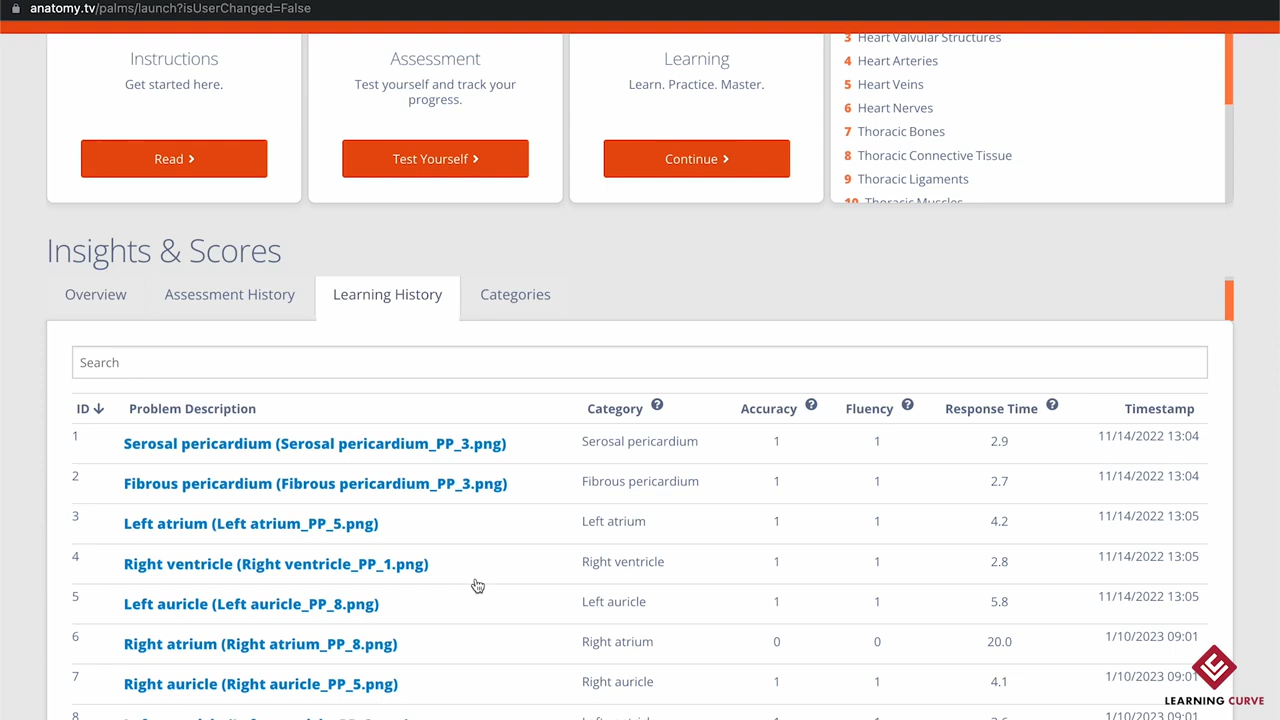 anatomy.tv/palms/launch?isUserChanged=False
Instructions
Get started here.
Read
Assessment
Test yourself and track your
progress.
Test Yourself
Learning
Learn. Practice. Master.
Continue
3 Heart Valvular Structures
4 Heart Arteries
5 Heart Veins
6 Heart Nerves
7 Thoracic Bones
8 Thoracic Connective Tissue
9 Thoracic Ligaments
10 Thoracic Muscles
Insights & Scores
Overview Assessment History Learning History Categories
Search
ID Problem Description Category ? Accuracy ? Fluency ? Response Time ? Timestamp
1 Serosal pericardium (Serosal pericardium_PP_3.png) Serosal pericardium 1 1 2.9 11/14/2022 13:04
2 Fibrous pericardium (Fibrous pericardium_PP_3.png) Fibrous pericardium 1 1 2.7 11/14/2022 13:04
3 Left atrium (Left atrium_PP_5.png) Left atrium 1 1 4.2 11/14/2022 13:05
4 Right ventricle (Right ventricle_PP_1.png) Right ventricle 1 1 2.8 11/14/2022 13:05
5 Left auricle (Left auricle_PP_8.png) Left auricle 1 1 5.8 11/14/2022 13:05
6 Right atrium (Right atrium_PP_8.png) Right atrium 0 0 20.0 1/10/2023 09:01
7 Right auricle (Right auricle_PP_5.png) Right auricle 1 1 4.1 1/10/2023 09:01
8
LEARNING CURVE